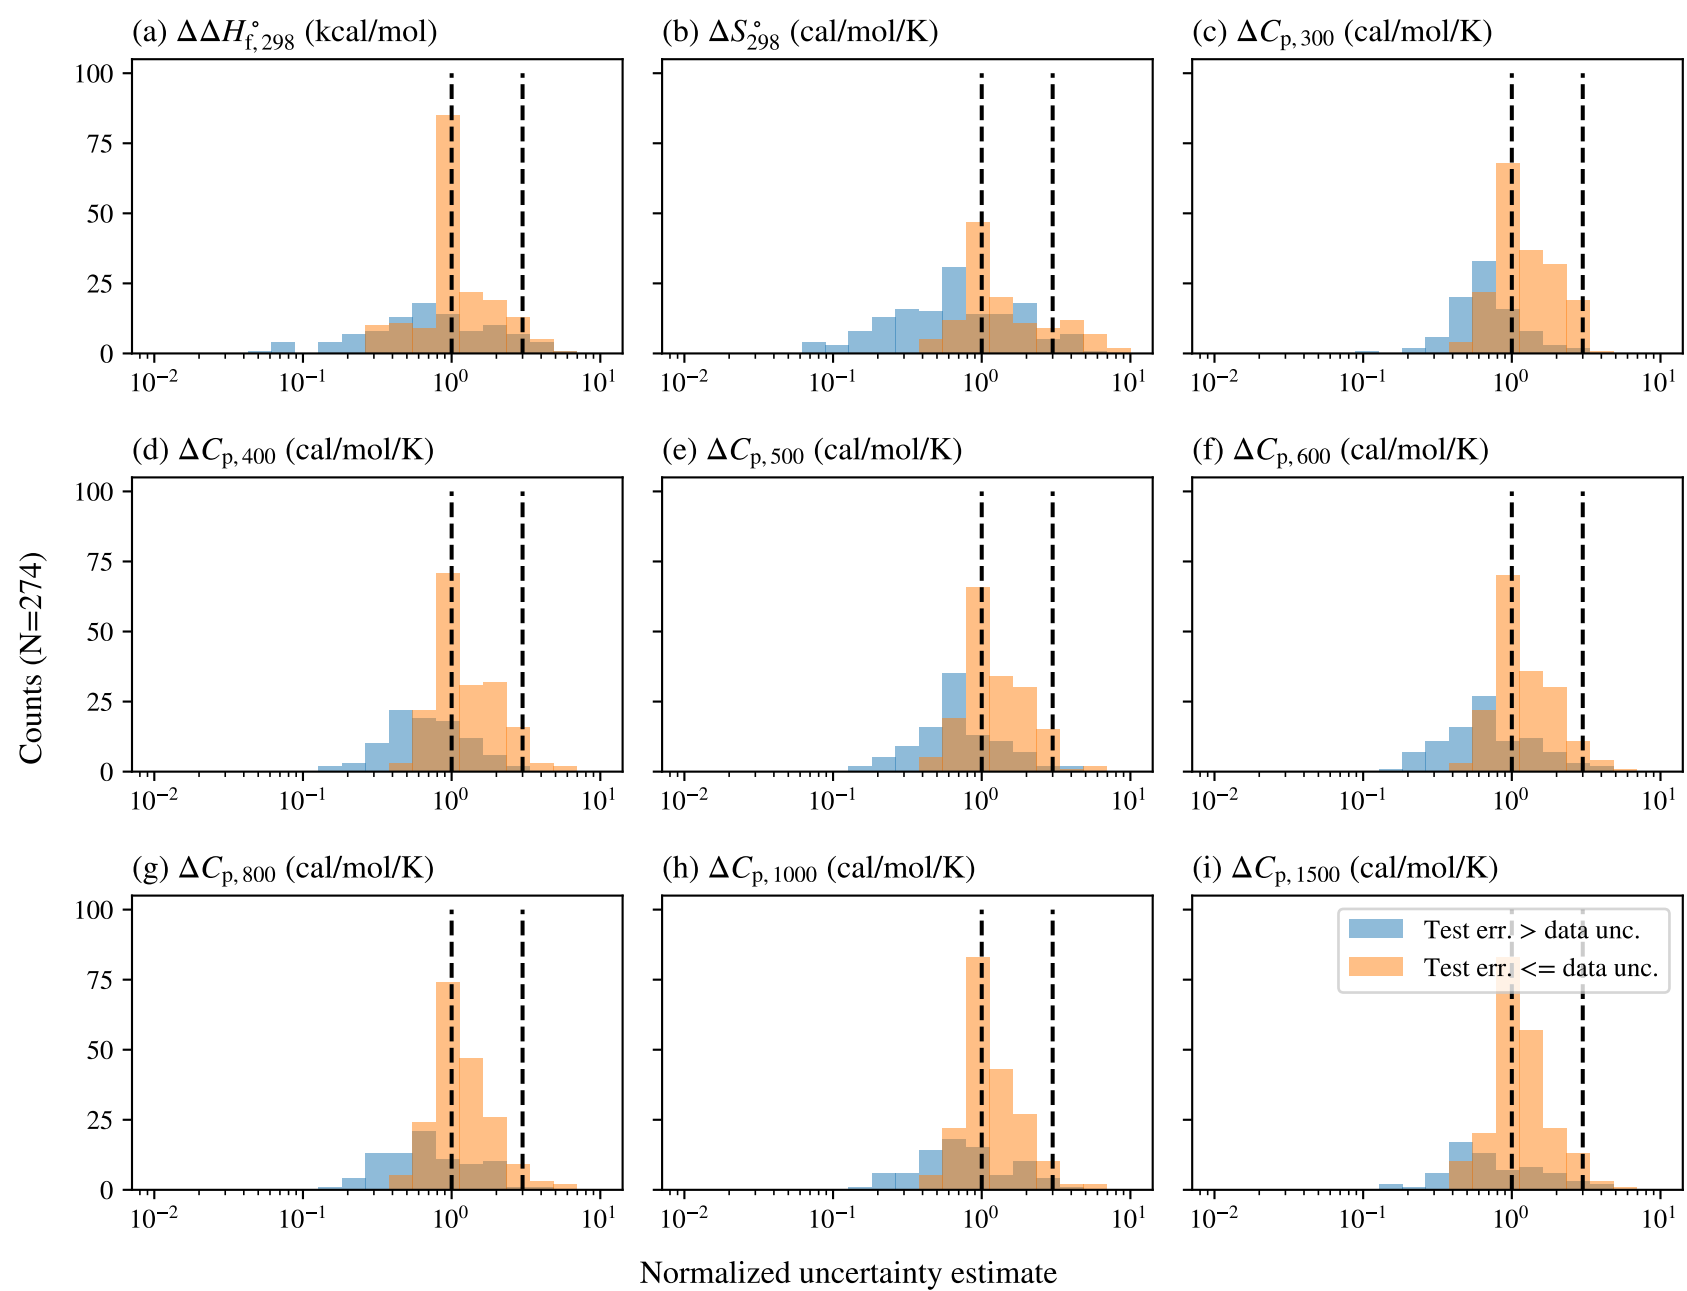 (a) ΔΔH°f,298 (kcal/mol)
(b) ΔS°298 (cal/mol/K)
(c) ΔCp,300 (cal/mol/K)
100
75
50
25
0
10⁻² 10⁻¹ 10⁰ 10¹
10⁻² 10⁻¹ 10⁰ 10¹
10⁻² 10⁻¹ 10⁰ 10¹
(d) ΔCp,400 (cal/mol/K)
(e) ΔCp,500 (cal/mol/K)
(f) ΔCp,600 (cal/mol/K)
100
75
50
25
0
10⁻² 10⁻¹ 10⁰ 10¹
10⁻² 10⁻¹ 10⁰ 10¹
10⁻² 10⁻¹ 10⁰ 10¹
Counts (N=274)
(g) ΔCp,800 (cal/mol/K)
(h) ΔCp,1000 (cal/mol/K)
(i) ΔCp,1500 (cal/mol/K)
100
75
50
25
0
Test err. > data unc.
Test err. <= data unc.
10⁻² 10⁻¹ 10⁰ 10¹
10⁻² 10⁻¹ 10⁰ 10¹
10⁻² 10⁻¹ 10⁰ 10¹
Normalized uncertainty estimate